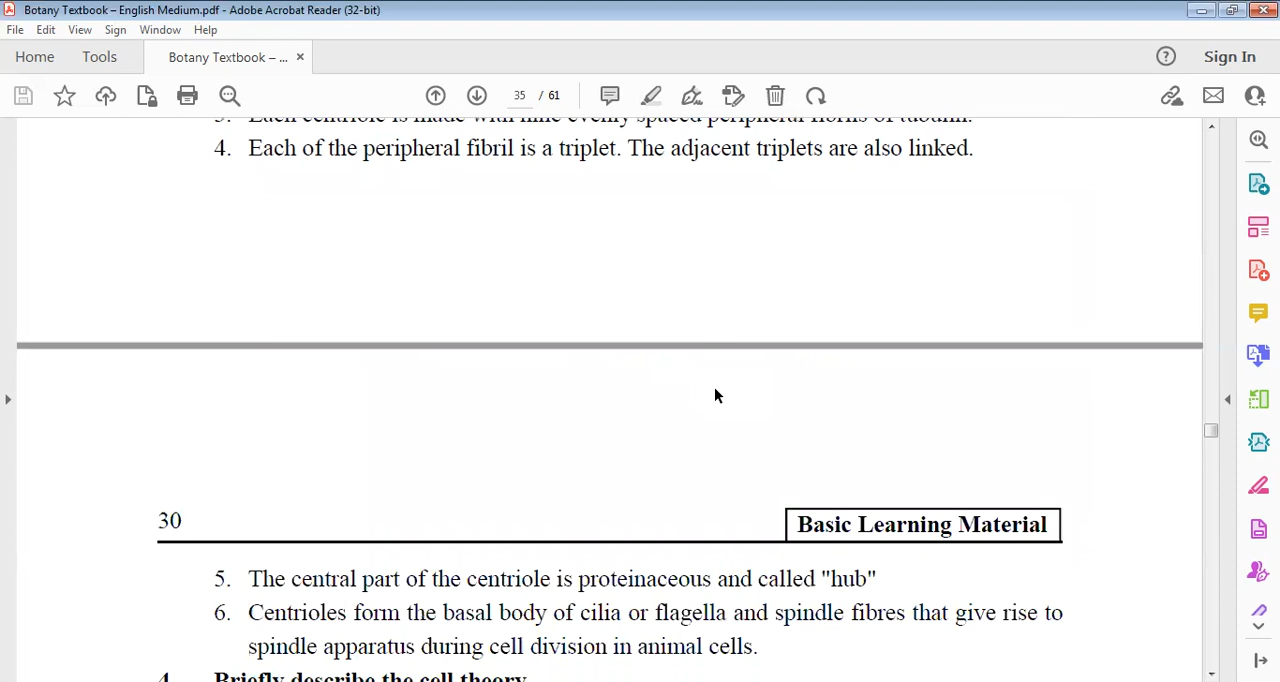 Botany Textbook – English Medium.pdf - Adobe Acrobat Reader (32-bit)
File Edit View Sign Window Help
Home Tools Botany Textbook – ... × Sign In
35 / 61
3. Each centriole is made with nine evenly spaced peripheral fibrils of tubulin.
4. Each of the peripheral fibril is a triplet. The adjacent triplets are also linked.
30
Basic Learning Material
5. The central part of the centriole is proteinaceous and called "hub"
6. Centrioles form the basal body of cilia or flagella and spindle fibres that give rise to
spindle apparatus during cell division in animal cells.
4. Briefly describe the cell theory.